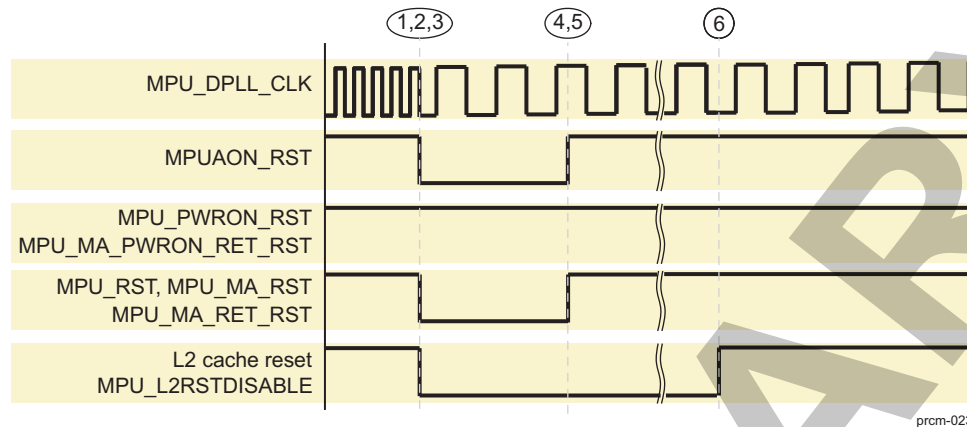 1,2,3
4,5
6
MPU_DPLL_CLK
MPUAON_RST
MPU_PWRON_RST
MPU_MA_PWRON_RET_RST
MPU_RST, MPU_MA_RST
MPU_MA_RET_RST
L2 cache reset
MPU_L2RSTDISABLE